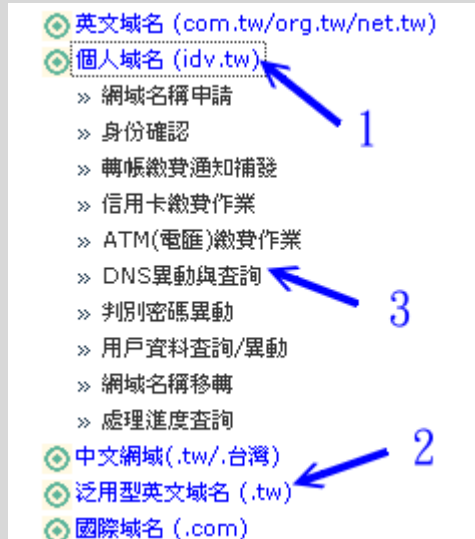 英文域名 (com.tw/org.tw/net.tw)
個人域名 (idv.tw)
1
» 網域名稱申請
» 身份確認
» 轉帳繳費通知補發
» 信用卡繳費作業
» ATM(電匯)繳費作業
» DNS異動與查詢
3
» 判別密碼異動
» 用戶資料查詢/異動
» 網域名稱移轉
» 處理進度查詢
中文網域(.tw/.台灣)
2
泛用型英文域名 (.tw)
國際域名 (.com)